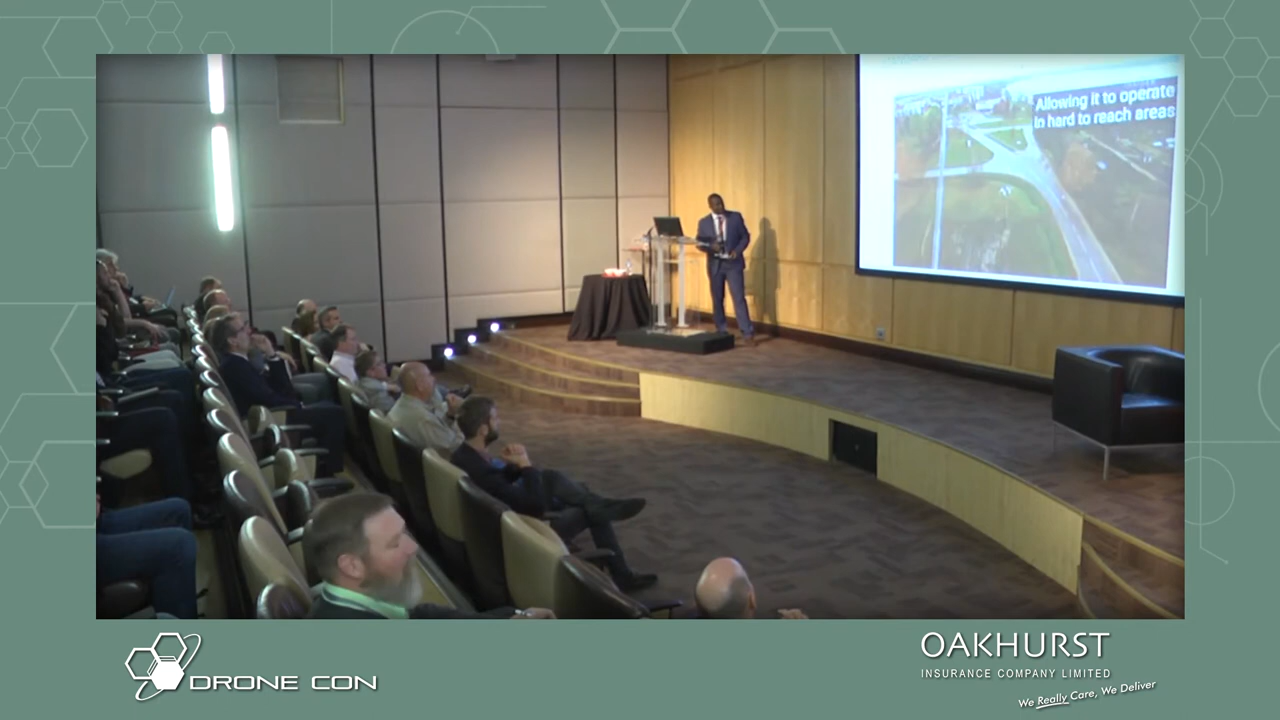 Allowing it to operate
in hard to reach areas
DRONE CON
OAKHURST
INSURANCE COMPANY LIMITED
We Really Care, We Deliver